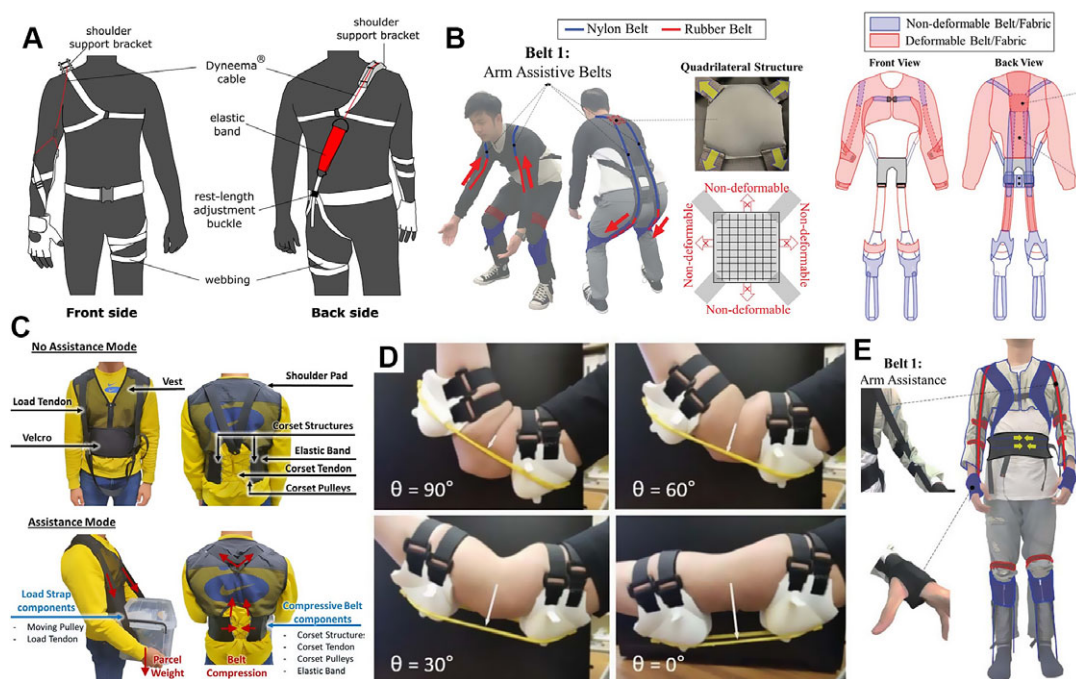 A
shoulder
support bracket
Dyneema®
cable
elastic
band
rest-length
adjustment
buckle
webbing
shoulder
support bracket
Front side
Back side
B
Nylon Belt
Rubber Belt
Belt 1:
Arm Assistive Belts
Quadrilateral Structure
Non-deformable
Non-deformable
Non-deformable
Non-deformable
Non-deformable Belt/Fabric
Deformable Belt/Fabric
Front View
Back View
C
No Assistance Mode
Load Tendon
Velcro
Vest
Shoulder Pad
Corset Structures
Elastic Band
Corset Tendon
Corset Pulleys
Assistance Mode
Load Strap
components
- Moving Pulley
- Load Tendon
Parcel
Weight
Belt
Compression
Compressive Belt
components
- Corset Structure:
- Corset Tendon
- Corset Pulleys
- Elastic Band
D
θ = 90°
θ = 60°
θ = 30°
θ = 0°
E
Belt 1:
Arm Assistance